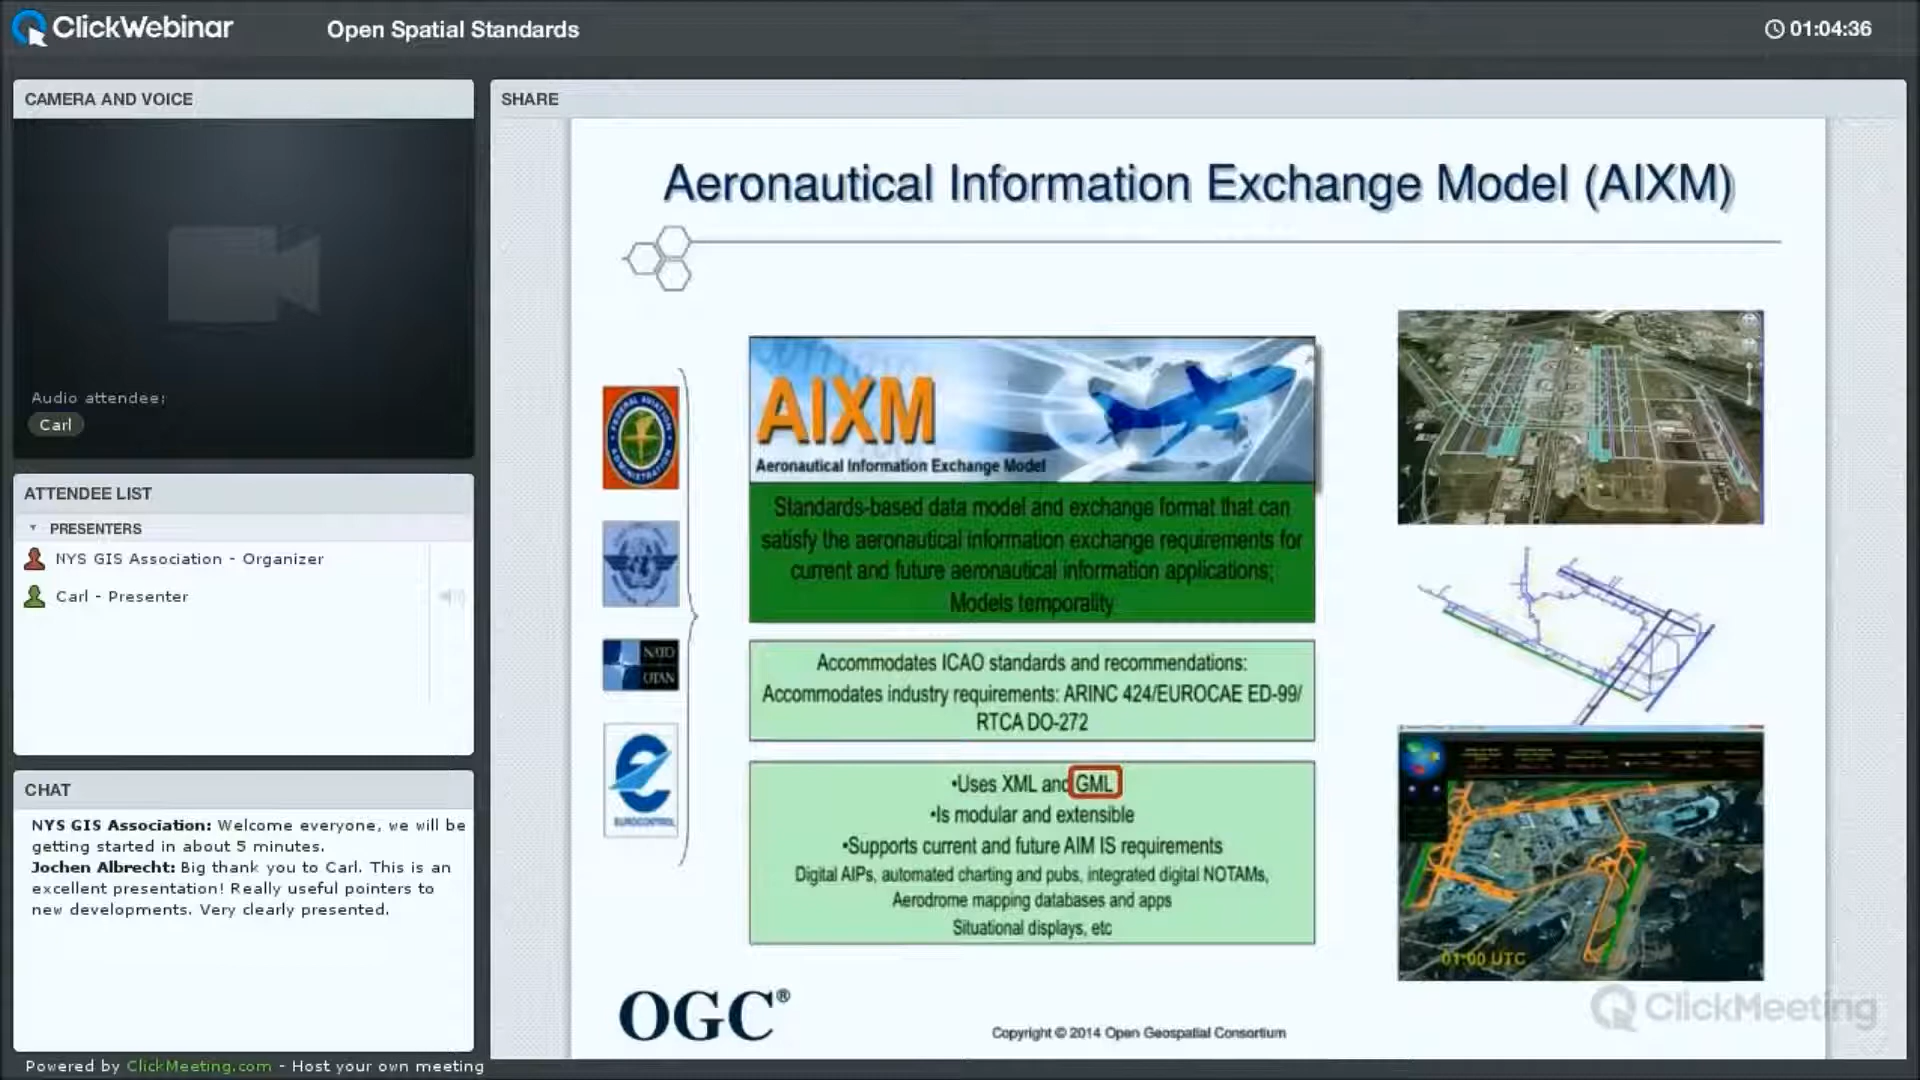 ClickWebinar
Open Spatial Standards
01:04:36
CAMERA AND VOICE
Audio attendee:
Carl
ATTENDEE LIST
PRESENTERS
NYS GIS Association - Organizer
Carl - Presenter
CHAT
NYS GIS Association: Welcome everyone, we will be
getting started in about 5 minutes.
Jochen Albrecht: Big thank you to Carl. This is an
excellent presentation! Really useful pointers to
new developments. Very clearly presented.
Powered by ClickMeeting.com - Host your own meeting
SHARE
Aeronautical Information Exchange Model (AIXM)
FEDERAL AVIATION
ADMINISTRATION
NATO
OTAN
EUROCONTROL
AIXM
Aeronautical Information Exchange Model
Standards-based data model and exchange format that can
satisfy the aeronautical information exchange requirements for
current and future aeronautical information applications;
Models temporality
Accommodates ICAO standards and recommendations:
Accommodates industry requirements: ARINC 424/EUROCAE ED-99/
RTCA DO-272
•Uses XML and GML
•Is modular and extensible
•Supports current and future AIM IS requirements
Digital AIPs, automated charting and pubs, integrated digital NOTAMs,
Aerodrome mapping databases and apps
Situational displays, etc
01:00 UTC
OGC®
Copyright © 2014 Open Geospatial Consortium
ClickMeeting